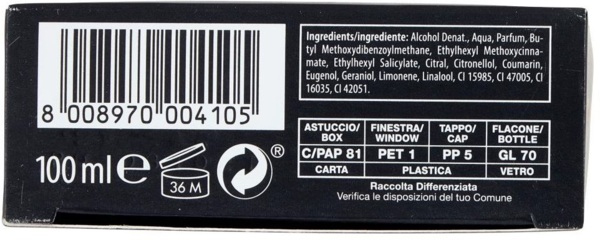 Ingredients/ingrediente: Alcohol Denat., Aqua, Parfum, Bu-
tyl Methoxydibenzoylmethane, Ethylhexyl Methoxycinna-
mate, Ethylhexyl Salicylate, Citral, Citronellol, Coumarin,
Eugenol, Geraniol, Limonene, Linalool, CI 15985, CI 47005, CI
16035, CI 42051.
8 008970 004105
100 ml e
36 M
ASTUCCIO/ FINESTRA/ TAPPO/ FLACONE/
BOX WINDOW CAP BOTTLE
C/PAP 81 PET 1 PP 5 GL 70
CARTA PLASTICA VETRO
Raccolta Differenziata
Verifica le disposizioni del tuo Comune